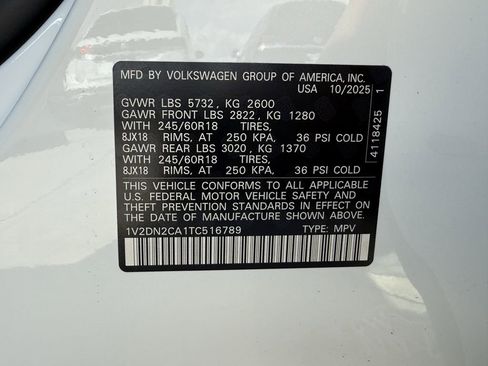 MFD BY VOLKSWAGEN GROUP OF AMERICA, INC.
USA 10/2025
GVWR LBS 5732 , KG 2600
GAWR FRONT LBS 2822 , KG 1280
WITH 245/60R18 TIRES,
8JX18 RIMS, AT 250 KPA, 36 PSI COLD
GAWR REAR LBS 3020 , KG 1370
WITH 245/60R18 TIRES,
8JX18 RIMS, AT 250 KPA, 36 PSI COLD
THIS VEHICLE CONFORMS TO ALL APPLICABLE
U.S. FEDERAL MOTOR VEHICLE SAFETY AND
THEFT PREVENTION STANDARDS IN EFFECT ON THE
DATE OF MANUFACTURE SHOWN ABOVE.
1V2DN2CA1TC516789 TYPE: MPV
4118425 1